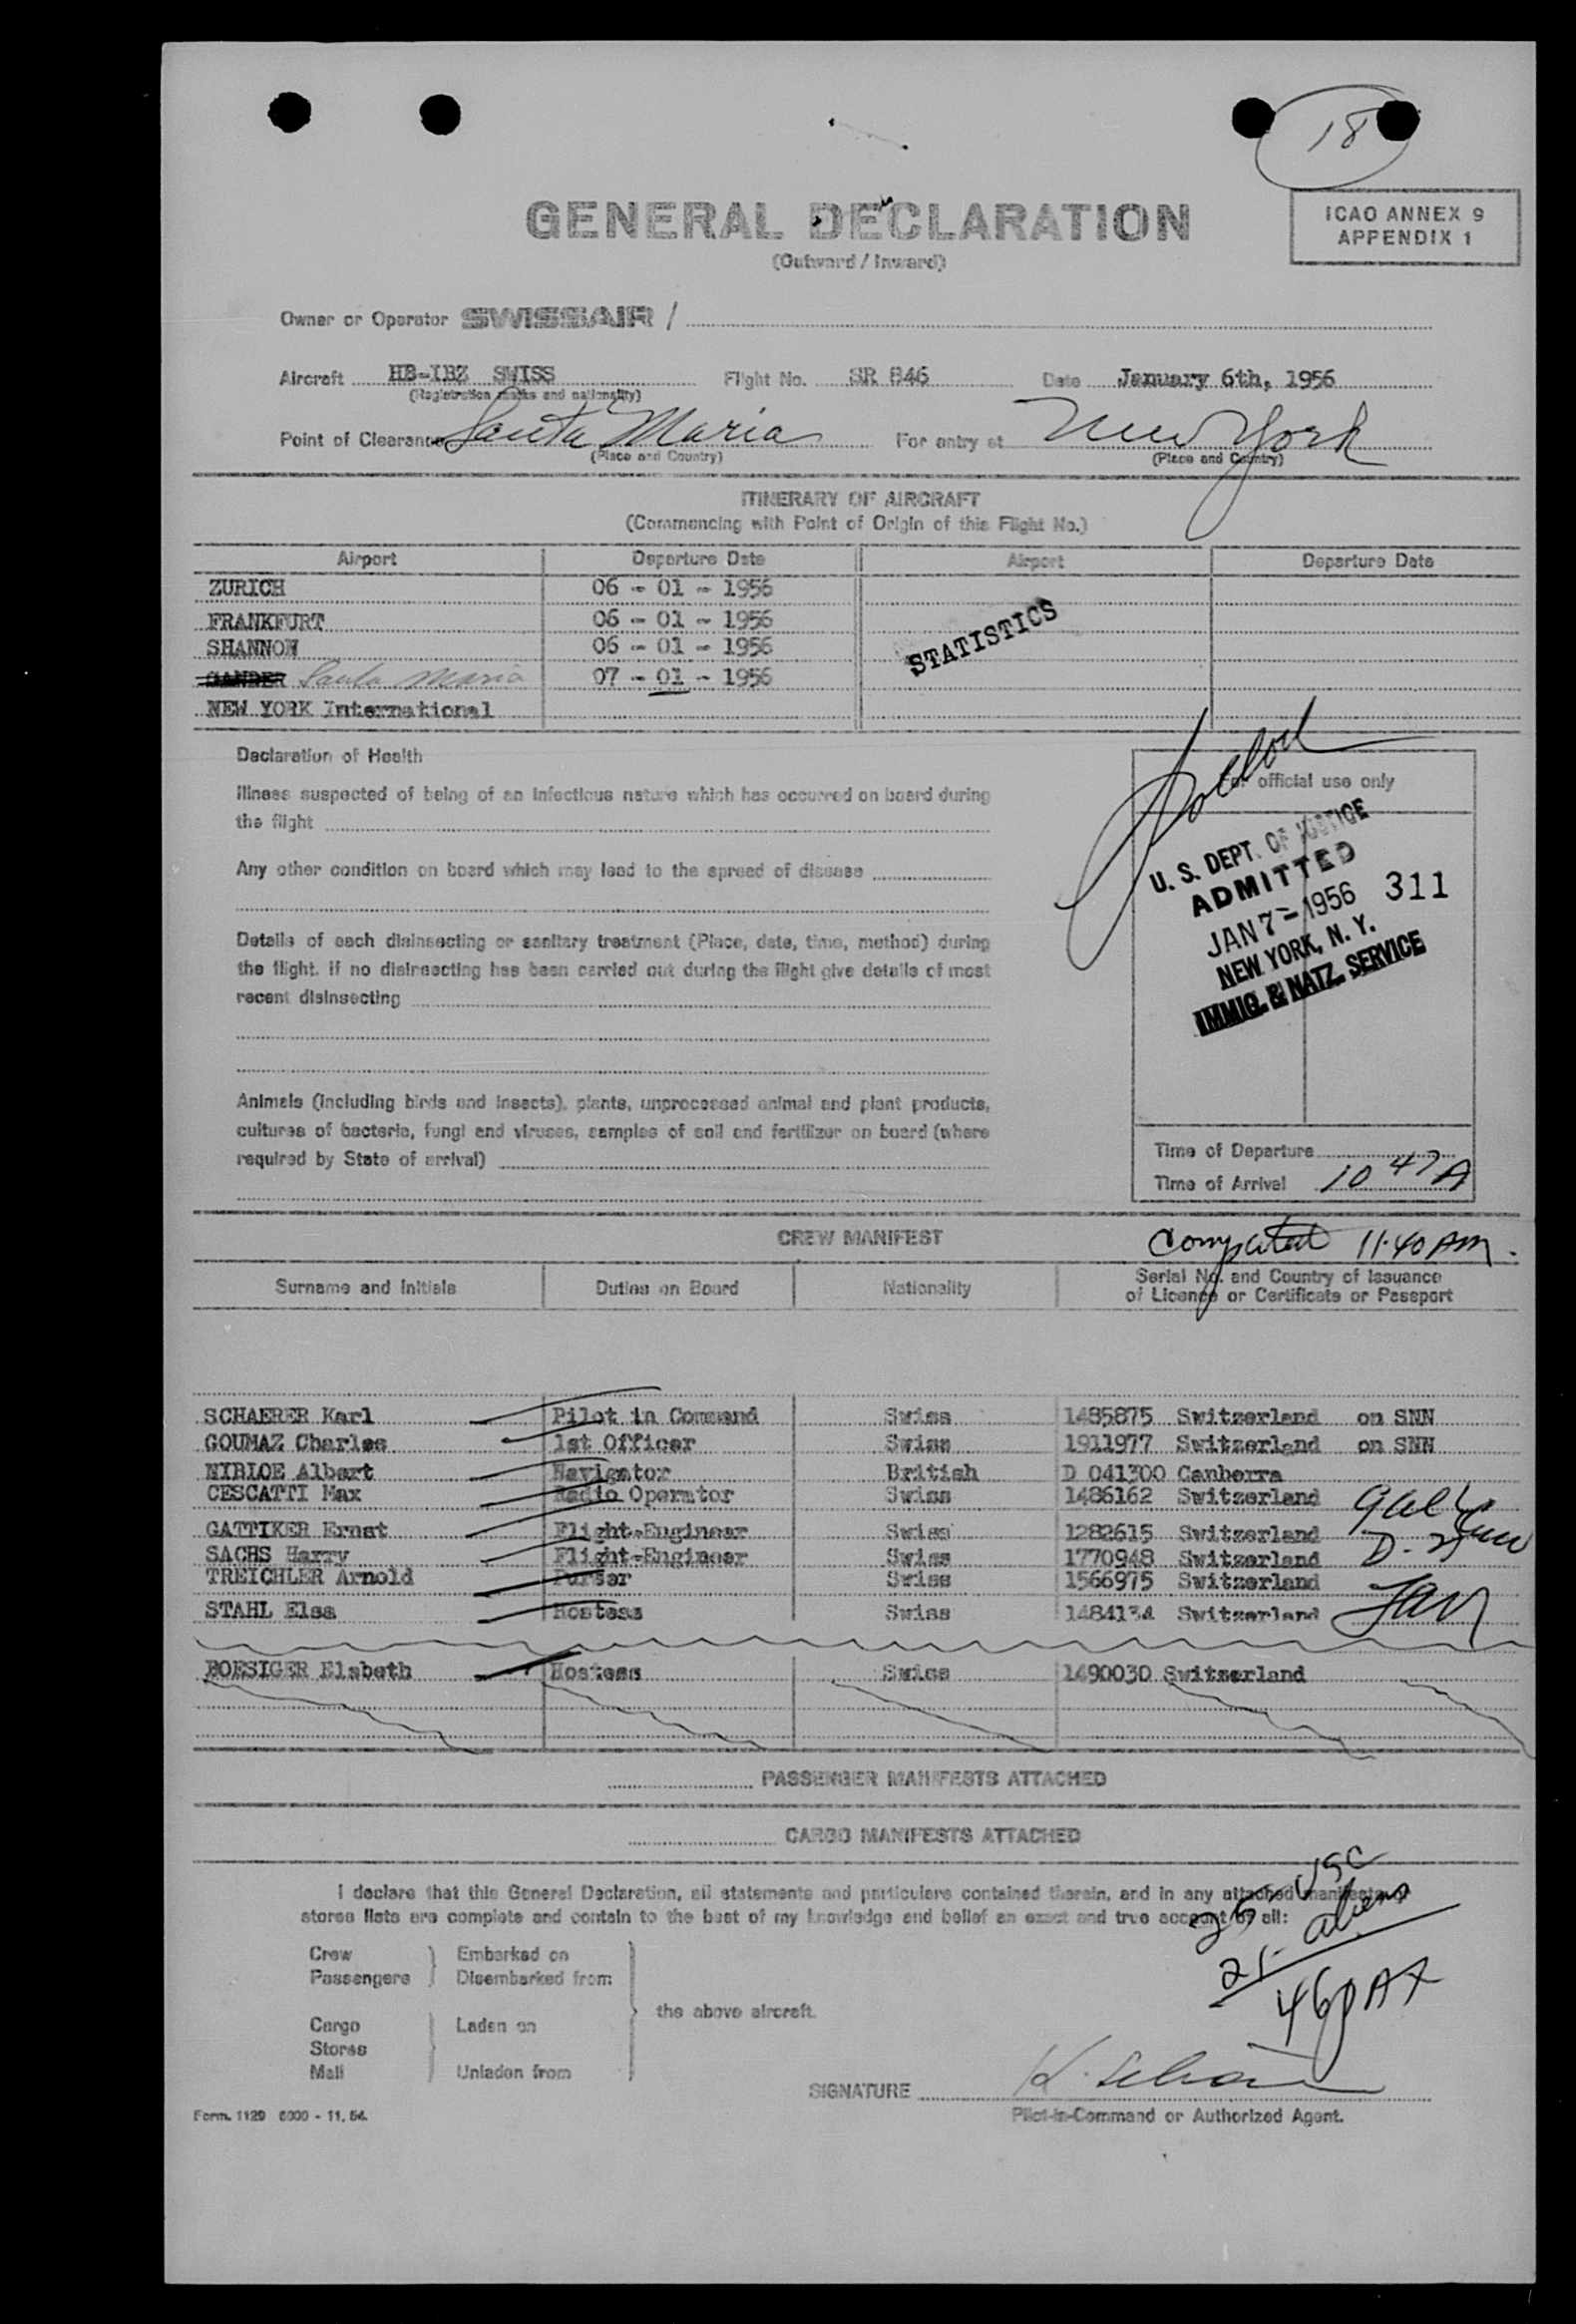 18
GENERAL DECLARATION
(Outward / Inward)
ICAO ANNEX 9
APPENDIX 1
Owner or Operator SWISSAIR /
Aircraft HB-IBZ SWISS Flight No. SR 846 Date January 6th, 1956
(Registration marks and nationality)
Point of Clearance Santa Maria For entry at New York
(Place and Country) (Place and Country)
ITINERARY OF AIRCRAFT
(Commencing with Point of Origin of this Flight No.)
Airport Departure Date Airport Departure Date
ZURICH 06 - 01 - 1956
FRANKFURT 06 - 01 - 1956
SHANNON 06 - 01 - 1956
GANDER Santa Maria 07 - 01 - 1956
NEW YORK International
STATISTICS
Declaration of Health
Illness suspected of being of an infectious nature which has occurred on board during
the flight
Any other condition on board which may lead to the spread of disease
Details of each disinsecting or sanitary treatment (Place, date, time, method) during
the flight. If no disinsecting has been carried out during the flight give details of most
recent disinsecting
Animals (including birds and insects), plants, unprocessed animal and plant products,
cultures of bacteria, fungi and viruses, samples of soil and fertilizer on board (where
required by State of arrival)
For official use only
U. S. DEPT. OF JUSTICE
ADMITTED
JAN 7 - 1956 311
NEW YORK, N. Y.
IMMIG. & NATZ. SERVICE
Time of Departure
Time of Arrival 10 47 A
CREW MANIFEST
Completed 11:40 AM.
Surname and Initials Duties on Board Nationality Serial No. and Country of Issuance
of Licence or Certificate or Passport
SCHAERER Karl Pilot in Command Swiss 1485875 Switzerland on SNN
GOUMAZ Charles 1st Officer Swiss 1911977 Switzerland on SNN
NIBLOE Albert Navigator British D 041300 Canberra
CESCATTI Max Radio Operator Swiss 1486162 Switzerland
GATTIKER Ernst Flight-Engineer Swiss 1282615 Switzerland
SACHS Harry Flight-Engineer Swiss 1770948 Switzerland
TREICHLER Arnold Purser Swiss 1566975 Switzerland
STAHL Elsa Hostess Swiss 1484134 Switzerland
BOESIGER Elsbeth Hostess Swiss 1490030 Switzerland
PASSENGER MANIFESTS ATTACHED
CARGO MANIFESTS ATTACHED
I declare that this General Declaration, all statements and particulars contained therein, and in any attached manifests or
stores lists are complete and contain to the best of my knowledge and belief an exact and true account of all:
25 USC
21 - aliens
46 PAX
Crew Embarked on
Passengers Disembarked from
the above aircraft.
Cargo Laden on
Stores
Mail Unladen from
SIGNATURE
Pilot-in-Command or Authorized Agent.
Form. 1129 6000 - 11. 54.